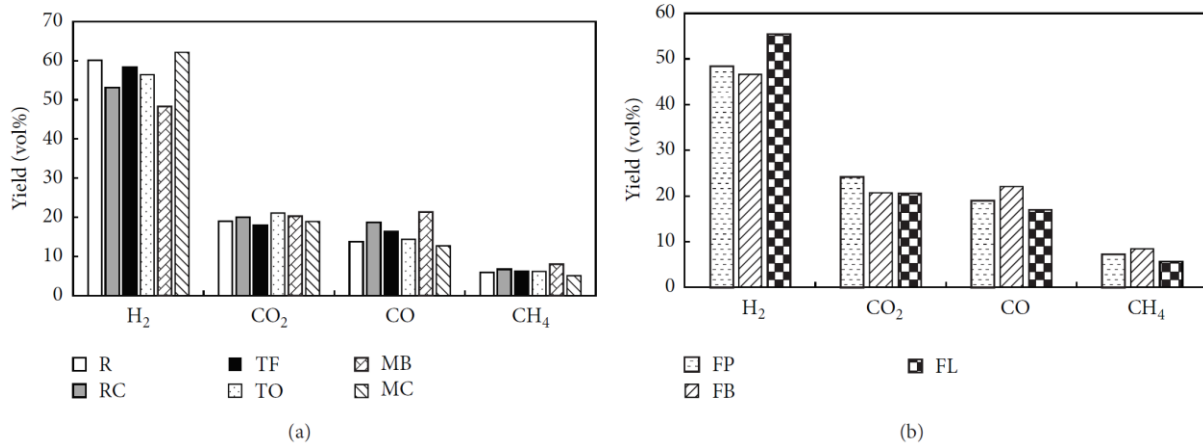 70
60
50
40
30
20
10
0
Yield (vol%)
H₂ CO₂ CO CH₄
R TF MB
RC TO MC
(a)
60
50
40
30
20
10
0
Yield (vol%)
H₂ CO₂ CO CH₄
FP FL
FB
(b)